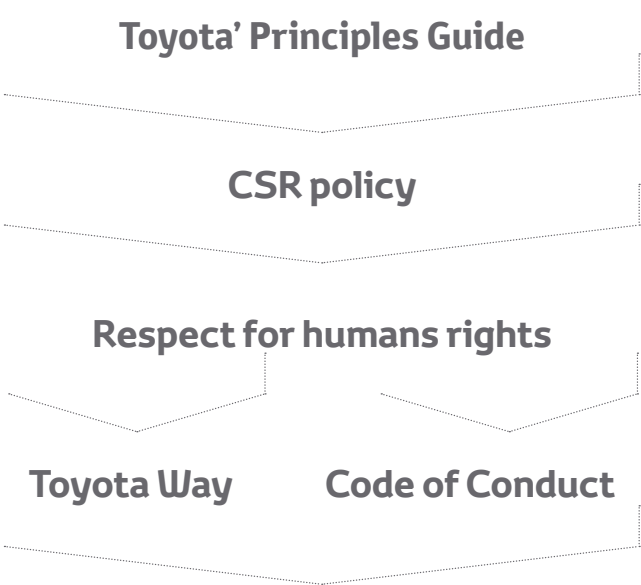 Toyota’ Principles Guide
CSR policy
Respect for humans rights
Toyota Way
Code of Conduct